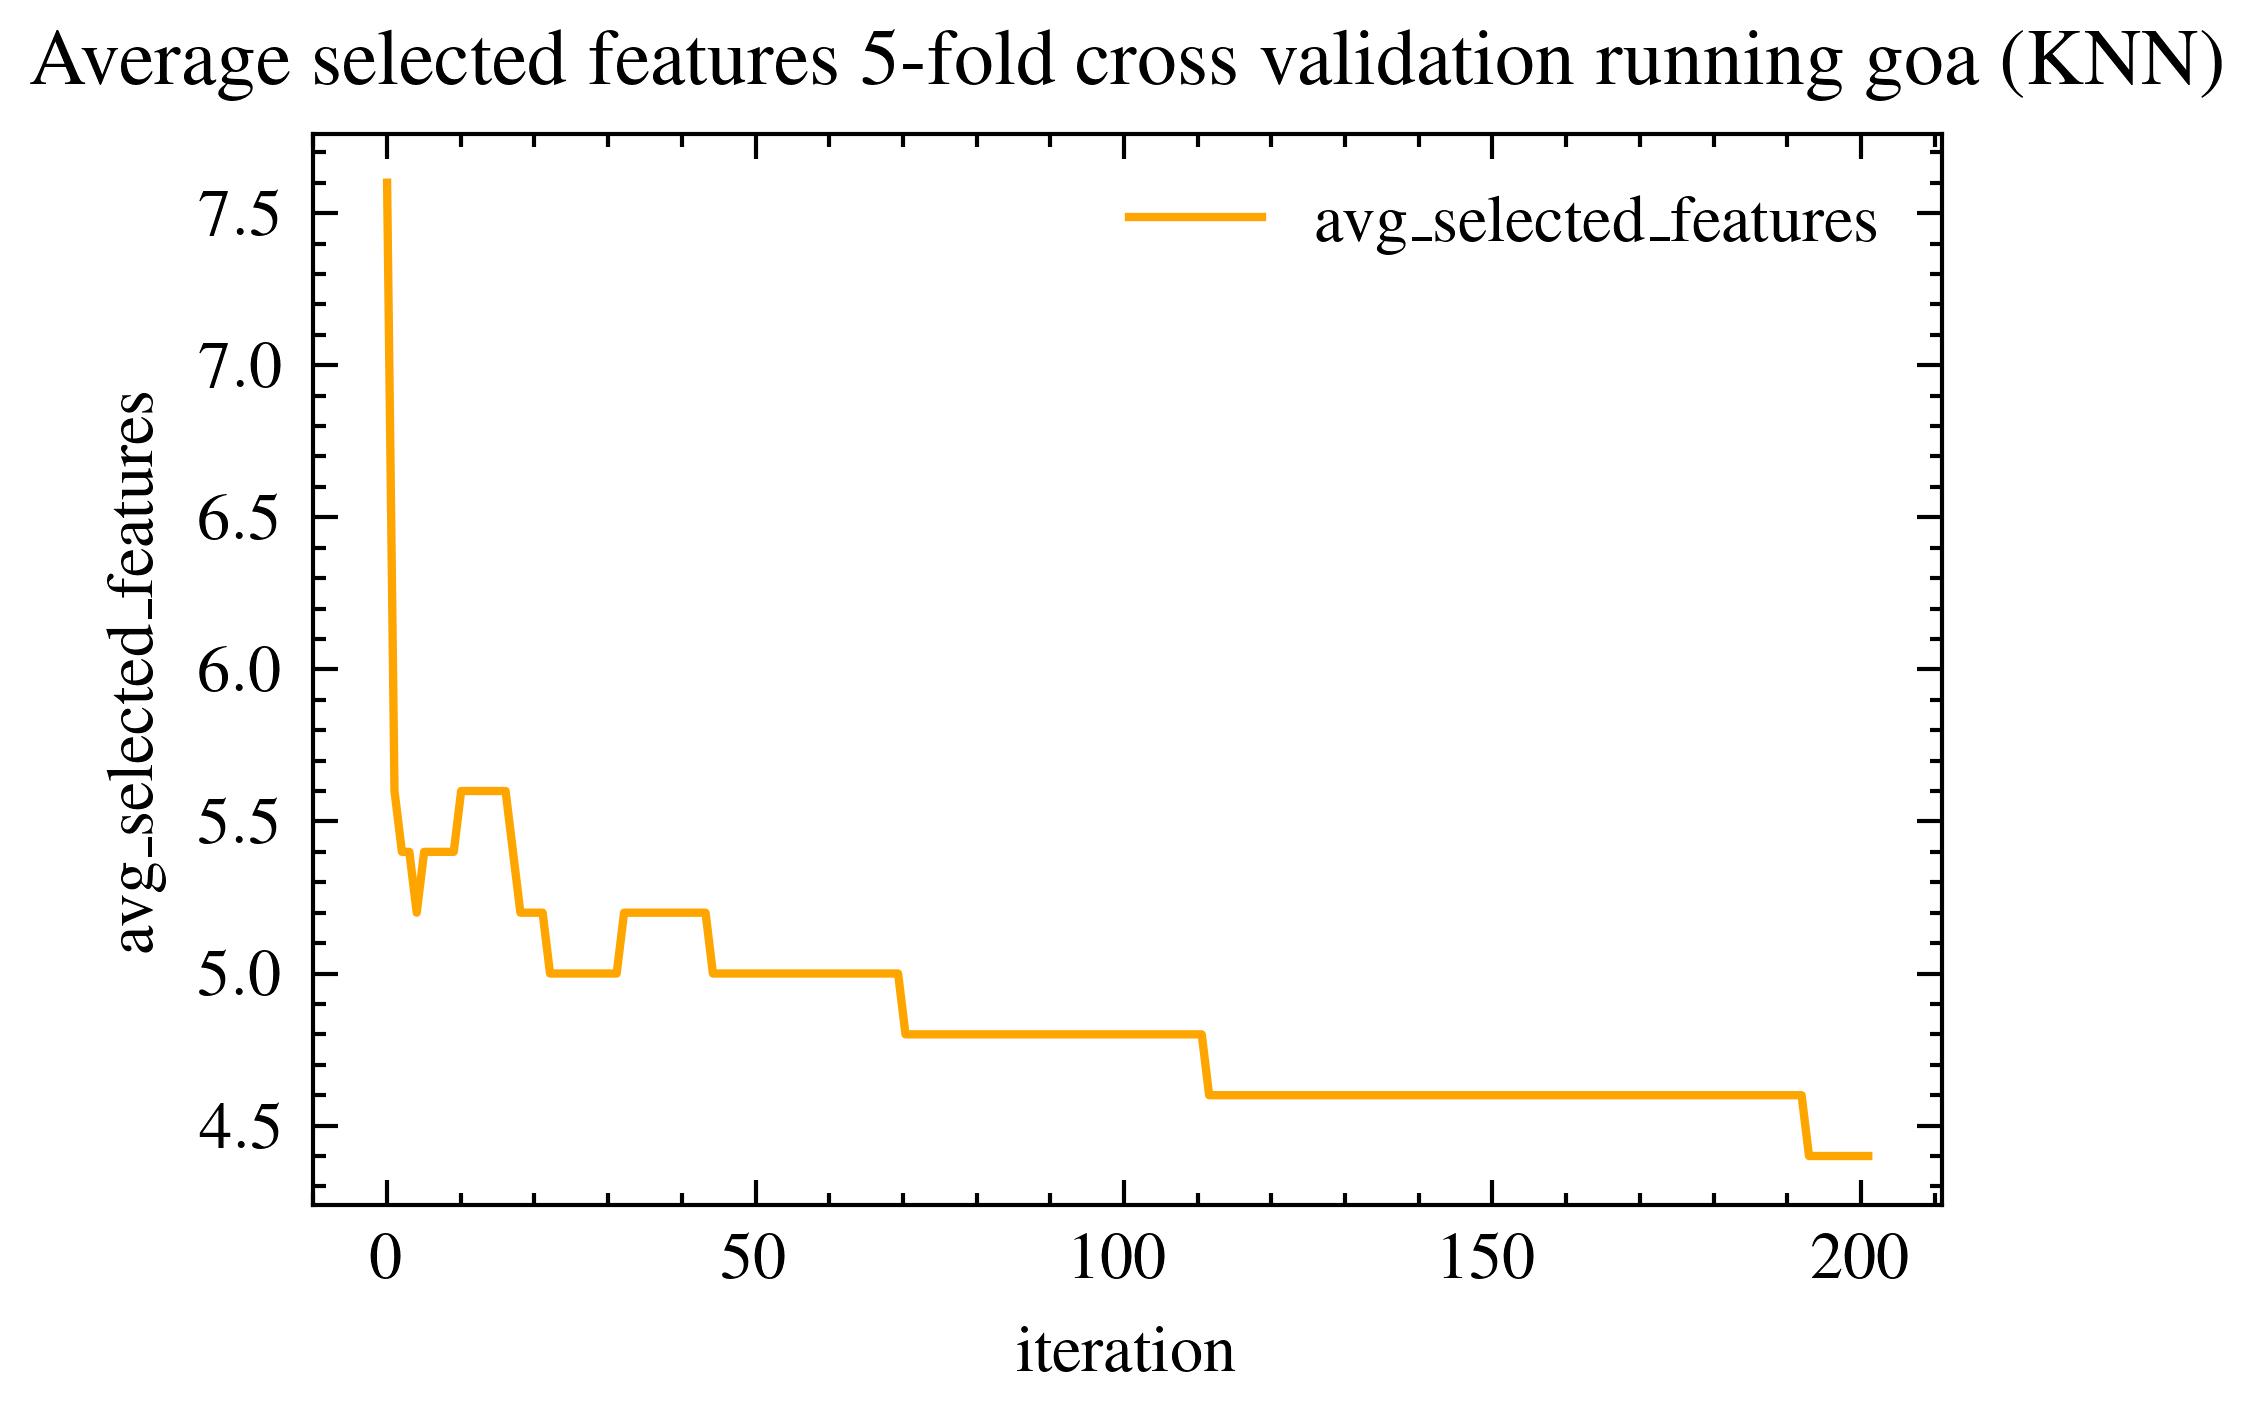 Average selected features 5-fold cross validation running goa (KNN)
avg_selected_features
7.5
7.0
6.5
6.0
5.5
5.0
4.5
avg_selected_features
0 50 100 150 200
iteration